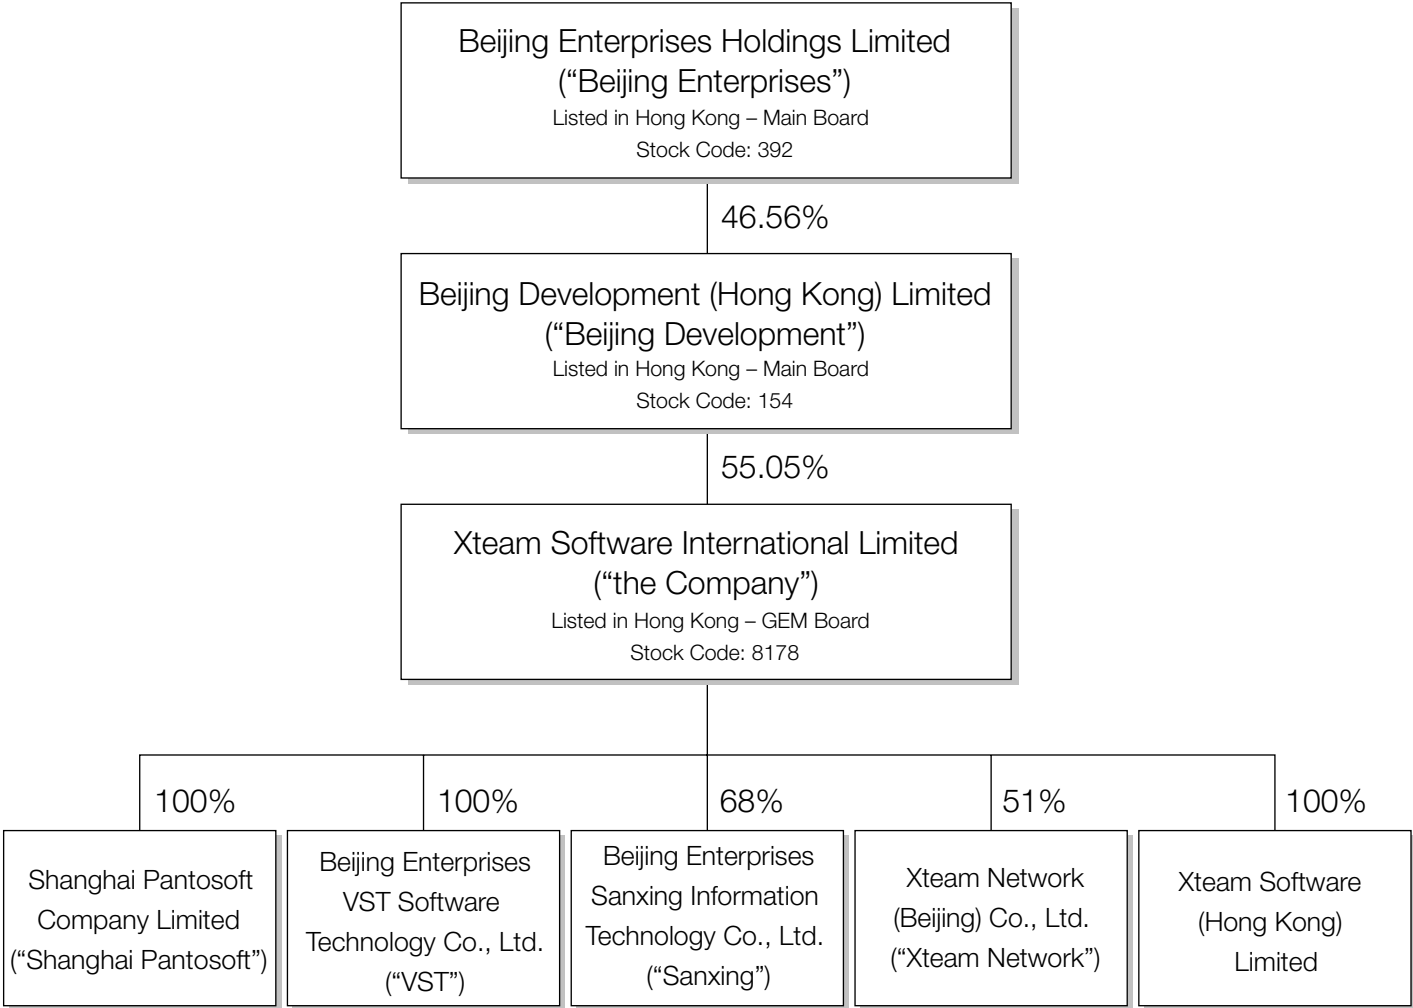 Beijing Enterprises Holdings Limited
(“Beijing Enterprises”)
Listed in Hong Kong – Main Board
Stock Code: 392
46.56%
Beijing Development (Hong Kong) Limited
(“Beijing Development”)
Listed in Hong Kong – Main Board
Stock Code: 154
55.05%
Xteam Software International Limited
(“the Company”)
Listed in Hong Kong – GEM Board
Stock Code: 8178
100%
Shanghai Pantosoft
Company Limited
(“Shanghai Pantosoft”)
100%
Beijing Enterprises
VST Software
Technology Co., Ltd.
(“VST”)
68%
Beijing Enterprises
Sanxing Information
Technology Co., Ltd.
(“Sanxing”)
51%
Xteam Network
(Beijing) Co., Ltd.
(“Xteam Network”)
100%
Xteam Software
(Hong Kong)
Limited